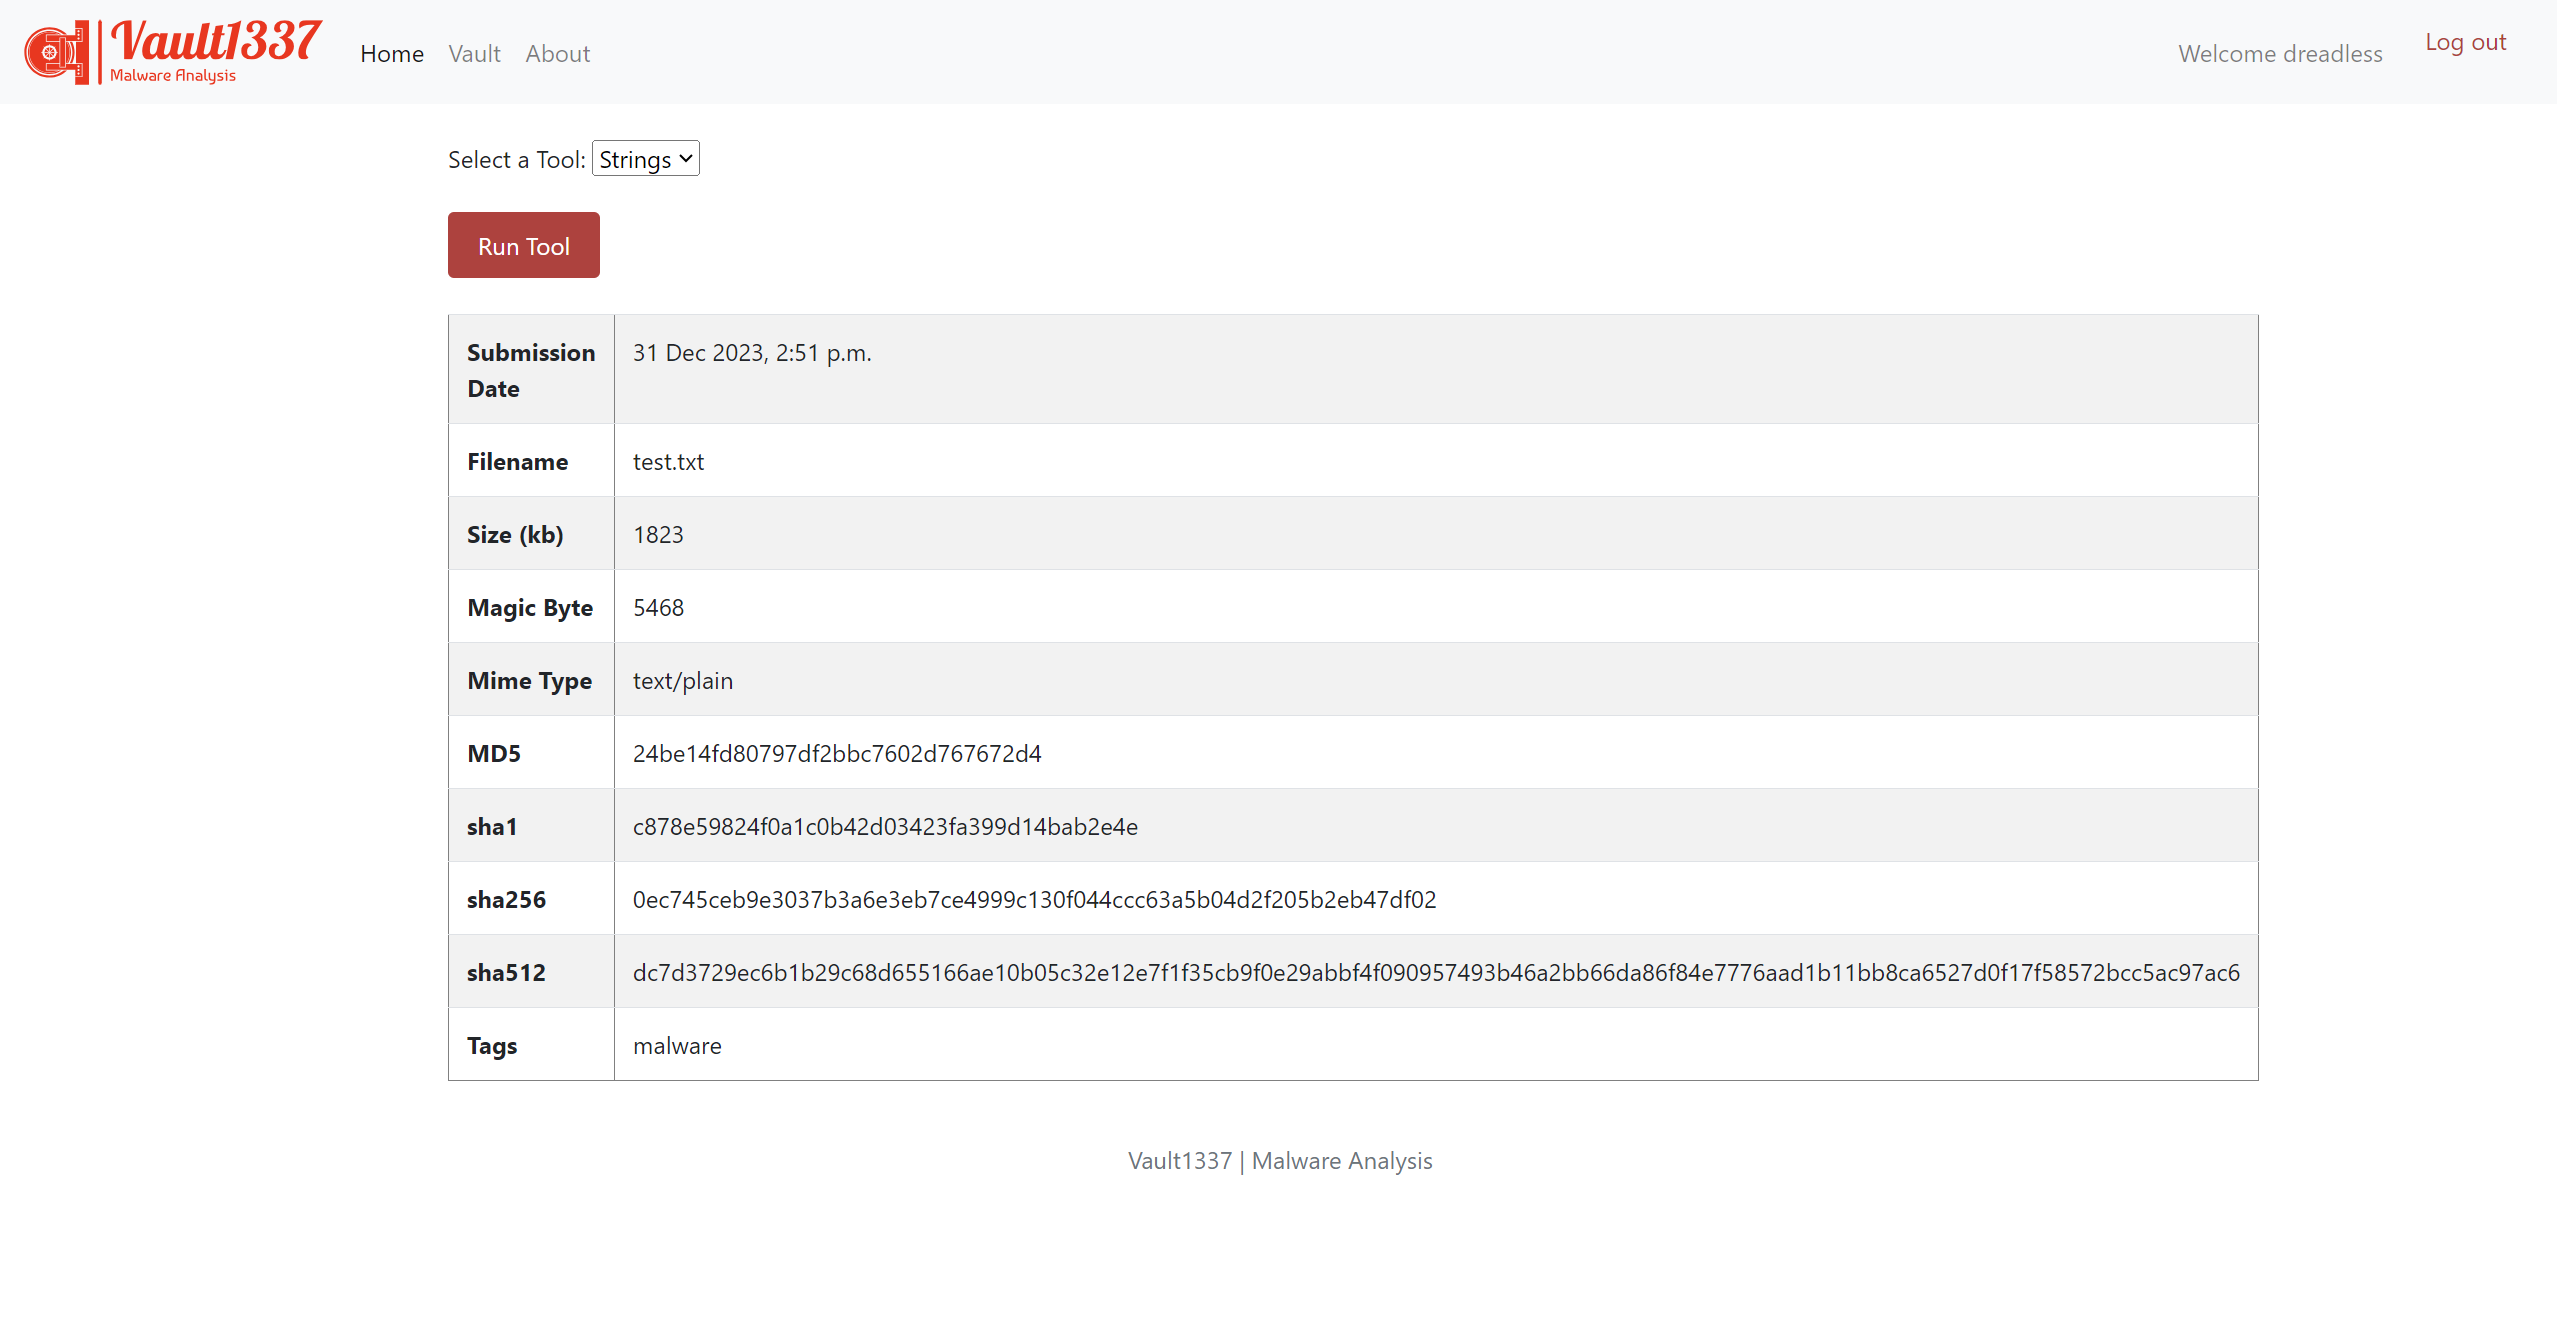 Vault1337
Malware Analysis
Home Vault About
Welcome dreadless Log out
Select a Tool: Strings
Run Tool
Submission Date 31 Dec 2023, 2:51 p.m.
Filename test.txt
Size (kb) 1823
Magic Byte 5468
Mime Type text/plain
MD5 24be14fd80797df2bbc7602d767672d4
sha1 c878e59824f0a1c0b42d03423fa399d14bab2e4e
sha256 0ec745ceb9e3037b3a6e3eb7ce4999c130f044ccc63a5b04d2f205b2eb47df02
sha512 dc7d3729ec6b1b29c68d655166ae10b05c32e12e7f1f35cb9f0e29abbf4f090957493b46a2bb66da86f84e7776aad1b11bb8ca6527d0f17f58572bcc5ac97ac6
Tags malware
Vault1337 | Malware Analysis